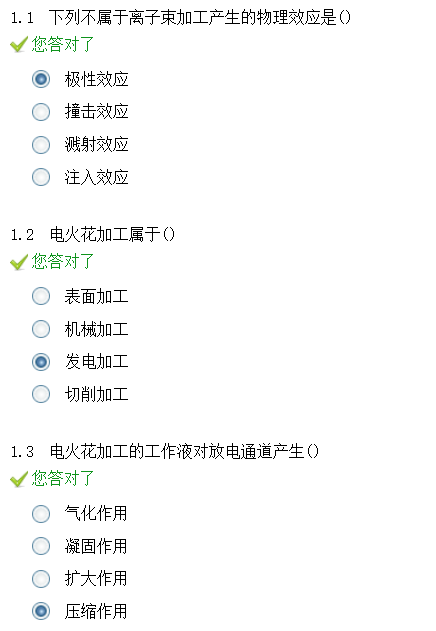 1.1 下列不属于离子束加工产生的物理效应是()
您答对了
极性效应
撞击效应
溅射效应
注入效应
1.2 电火花加工属于()
您答对了
表面加工
机械加工
发电加工
切削加工
1.3 电火花加工的工作液对放电通道产生()
您答对了
气化作用
凝固作用
扩大作用
压缩作用